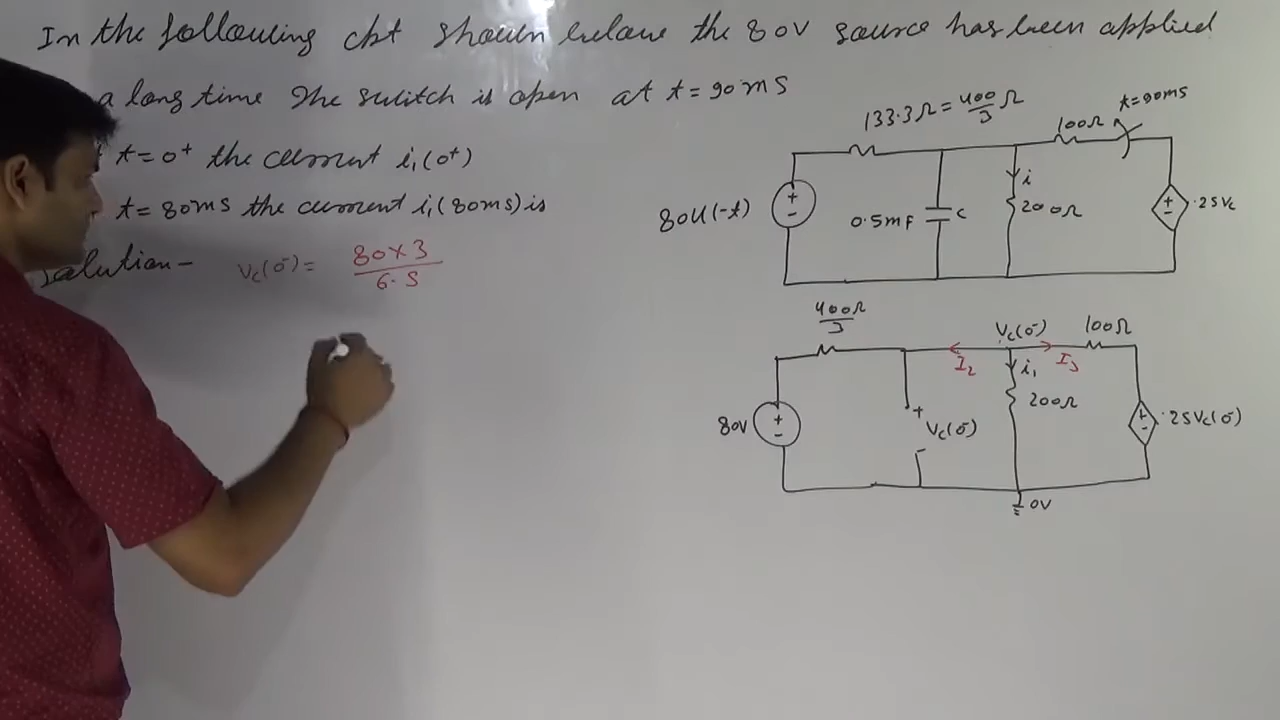 In the following ckt shown below the 80V source has been applied
a long time The switch is open at t = 90ms
t = 0⁺ the current i₁(0⁺)
t = 80ms the current i₁(80ms) is
Solution - Vc(0⁻) = 80×3 / 6.5
133.3Ω = 400/3 Ω
100Ω
t = 90ms
80U(-t)
0.5mF
C
i
200Ω
.25Vc
400Ω/3
Vc(0⁻)
100Ω
I₂
i₁
I₃
80V
+
Vc(0⁻)
-
200Ω
.25Vc(0⁻)
0V